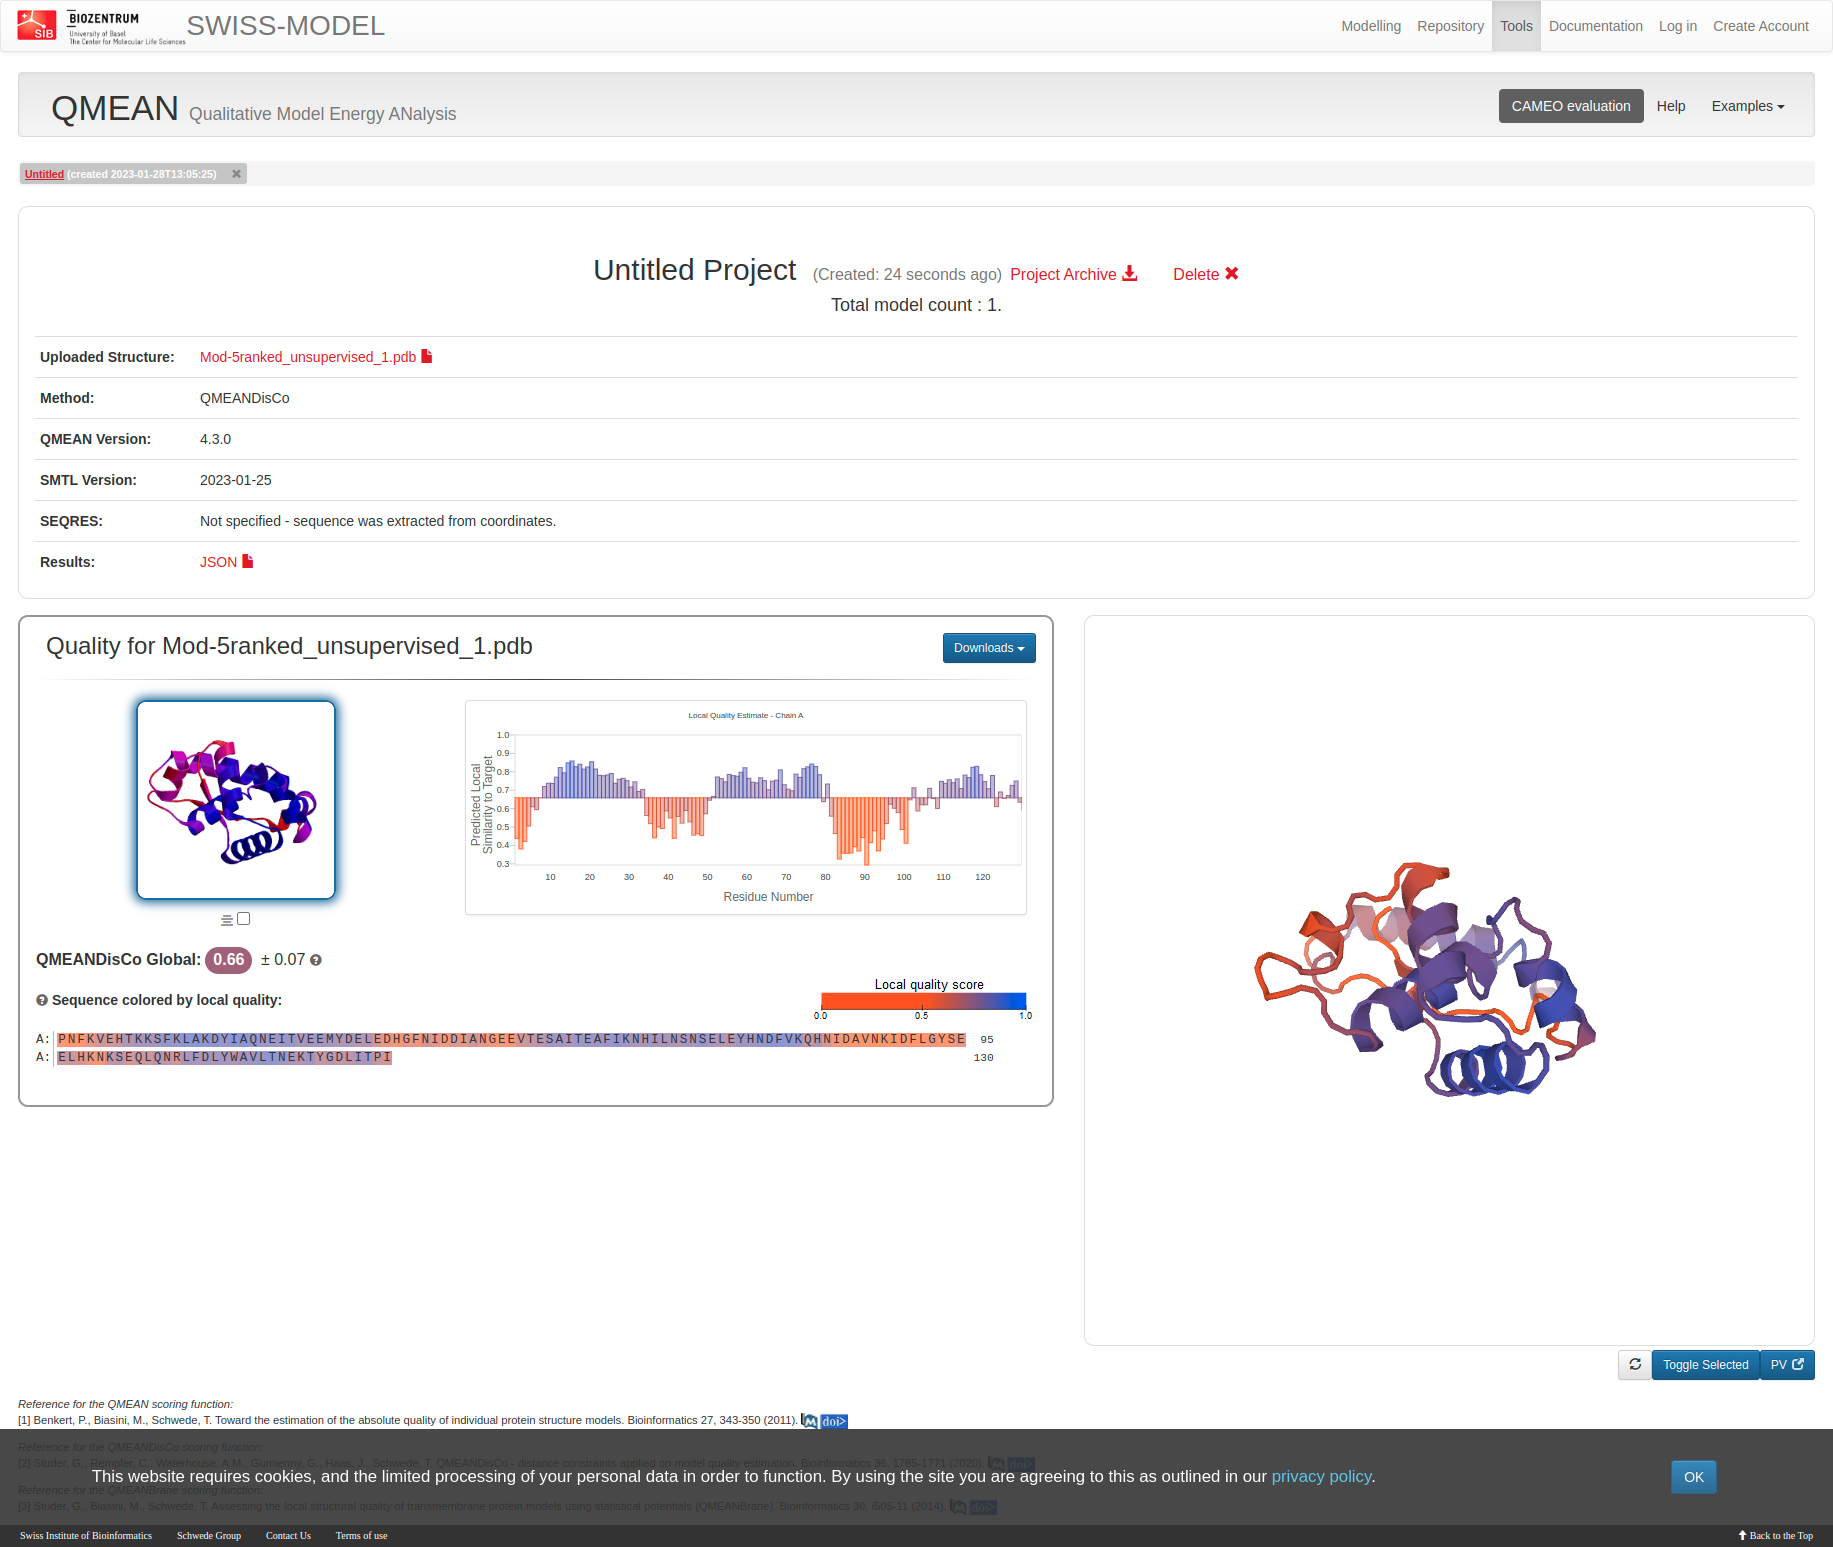 SIB
BIOZENTRUM
University of Basel
The Center for Molecular Life Sciences
SWISS-MODEL
Modelling Repository Tools Documentation Log in Create Account
QMEAN Qualitative Model Energy ANalysis
CAMEO evaluation Help Examples
Untitled (created 2023-01-28T13:05:25)
Untitled Project (Created: 24 seconds ago) Project Archive Delete
Total model count : 1.
Uploaded Structure: Mod-5ranked_unsupervised_1.pdb
Method: QMEANDisCo
QMEAN Version: 4.3.0
SMTL Version: 2023-01-25
SEQRES: Not specified - sequence was extracted from coordinates.
Results: JSON
Quality for Mod-5ranked_unsupervised_1.pdb
Downloads
Local Quality Estimate - Chain A
Predicted Local
Similarity to Target
1.0
0.9
0.8
0.7
0.6
0.5
0.4
0.3
10 20 30 40 50 60 70 80 90 100 110 120
Residue Number
QMEANDisCo Global: 0.66 ± 0.07
Sequence colored by local quality:
Local quality score
0.0 0.5 1.0
A: PNFKVEHTKKSFKLAKDYIAQNEITVEEMYDELEDHGFNIDDIANGEEVTESAITEAFIKNHILNSNSELEYHNDFVKQHNIDAVNKIDFLGYSE 95
A: ELHKNKSEQLQNRLFDLYWAVLTNEKTYGDLITPI 130
Toggle Selected PV
Reference for the QMEAN scoring function:
[1] Benkert, P., Biasini, M., Schwede, T. Toward the estimation of the absolute quality of individual protein structure models. Bioinformatics 27, 343-350 (2011). M doi>
Reference for the QMEANDisCo scoring function:
[2] Studer, G., Rempfer, C., Waterhouse, A.M., Gumienny, G., Haas, J., Schwede, T. QMEANDisCo - distance constraints applied on model quality estimation. Bioinformatics 36, 1765-1771 (2020). M doi>
This website requires cookies, and the limited processing of your personal data in order to function. By using the site you are agreeing to this as outlined in our privacy policy.
OK
Reference for the QMEANBrane scoring function:
[3] Studer, G., Biasini, M., Schwede, T. Assessing the local structural quality of transmembrane protein models using statistical potentials (QMEANBrane). Bioinformatics 30, i505-11 (2014). M doi>
Swiss Institute of Bioinformatics Schwede Group Contact Us Terms of use
Back to the Top